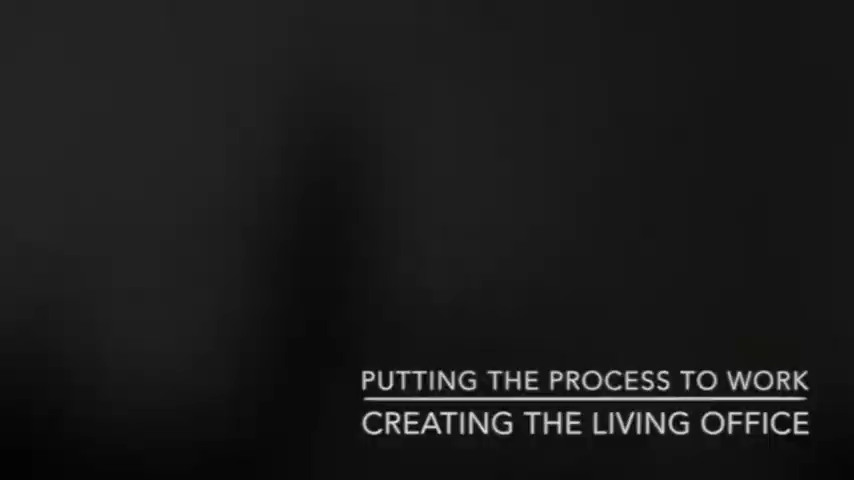 PUTTING THE PROCESS TO WORK
CREATING THE LIVING OFFICE